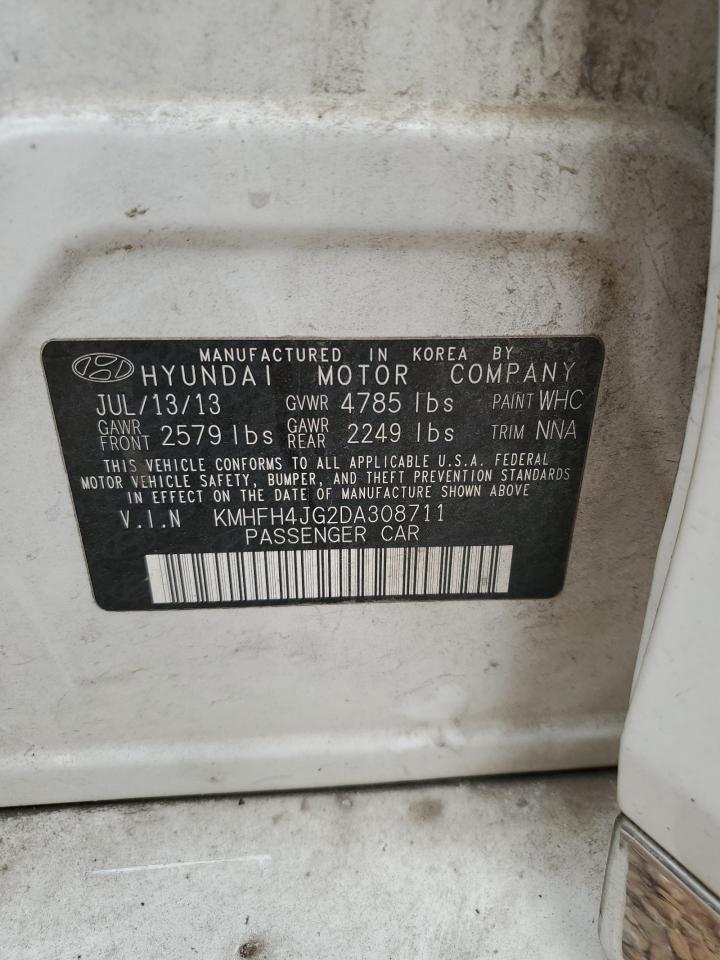 MANUFACTURED IN KOREA BY
HYUNDAI MOTOR COMPANY
JUL/13/13 GVWR 4785 lbs PAINT WHC
GAWR FRONT 2579 lbs GAWR REAR 2249 lbs TRIM NNA
THIS VEHICLE CONFORMS TO ALL APPLICABLE U.S.A. FEDERAL
MOTOR VEHICLE SAFETY, BUMPER, AND THEFT PREVENTION STANDARDS
IN EFFECT ON THE DATE OF MANUFACTURE SHOWN ABOVE
V.I.N KMHFH4JG2DA308711
PASSENGER CAR